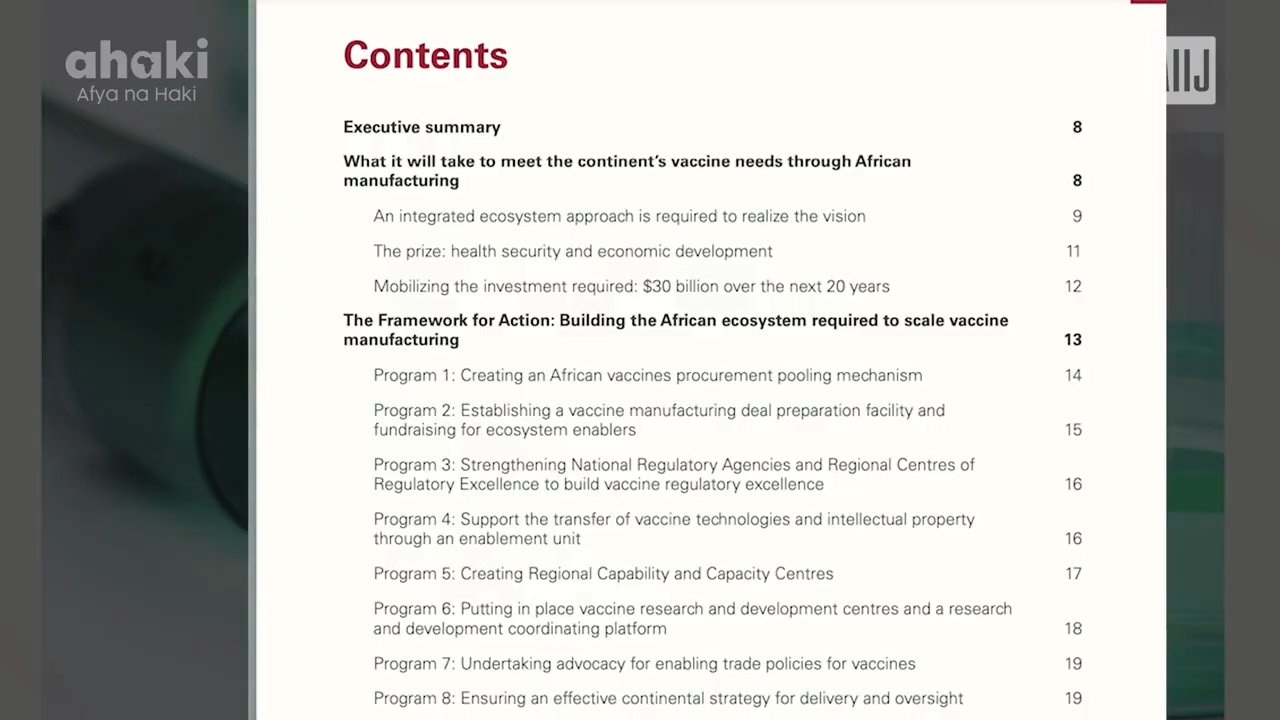 ahaki
Afya na Haki
IIJ
Contents
Executive summary 8
What it will take to meet the continent's vaccine needs through African
manufacturing 8
An integrated ecosystem approach is required to realize the vision 9
The prize: health security and economic development 11
Mobilizing the investment required: $30 billion over the next 20 years 12
The Framework for Action: Building the African ecosystem required to scale vaccine
manufacturing 13
Program 1: Creating an African vaccines procurement pooling mechanism 14
Program 2: Establishing a vaccine manufacturing deal preparation facility and
fundraising for ecosystem enablers 15
Program 3: Strengthening National Regulatory Agencies and Regional Centres of
Regulatory Excellence to build vaccine regulatory excellence 16
Program 4: Support the transfer of vaccine technologies and intellectual property
through an enablement unit 16
Program 5: Creating Regional Capability and Capacity Centres 17
Program 6: Putting in place vaccine research and development centres and a research
and development coordinating platform 18
Program 7: Undertaking advocacy for enabling trade policies for vaccines 19
Program 8: Ensuring an effective continental strategy for delivery and oversight 19